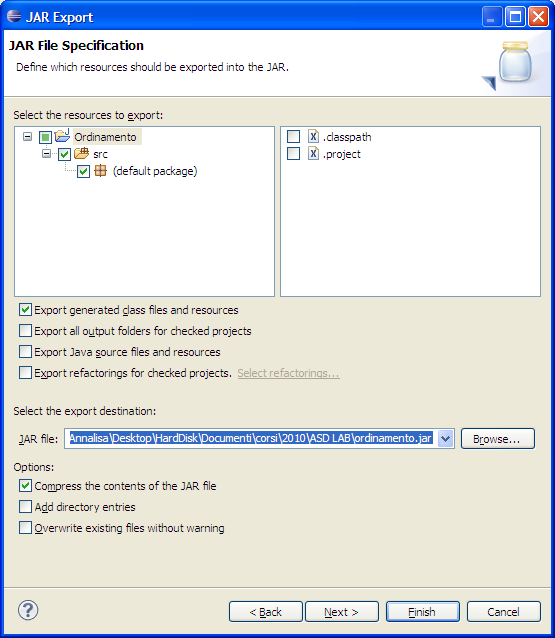 JAR Export
JAR File Specification
Define which resources should be exported into the JAR.
Select the resources to export:
Ordinamento
src
(default package)
.classpath
.project
Export generated class files and resources
Export all output folders for checked projects
Export Java source files and resources
Export refactorings for checked projects. Select refactorings...
Select the export destination:
JAR file: Annalisa\Desktop\HardDisk\Documenti\corsi\2010\ASD LAB\ordinamento.jar Browse...
Options:
Compress the contents of the JAR file
Add directory entries
Overwrite existing files without warning
? < Back Next > Finish Cancel